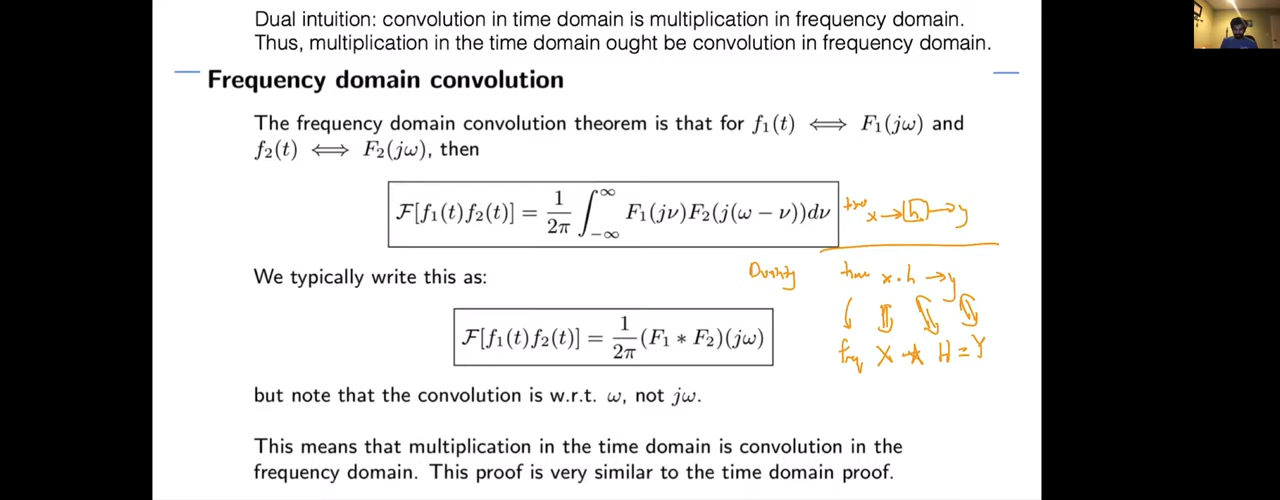 Dual intuition: convolution in time domain is multiplication in frequency domain.
Thus, multiplication in the time domain ought be convolution in frequency domain.
Frequency domain convolution
The frequency domain convolution theorem is that for f₁(t) ⟺ F₁(jω) and
f₂(t) ⟺ F₂(jω), then
ℱ[f₁(t)f₂(t)] = 1/2π ∫_{-∞}^{∞} F₁(jν)F₂(j(ω − ν))dν
x → h → y
We typically write this as:
Duality
time x · h → y
ℱ[f₁(t)f₂(t)] = 1/2π (F₁ ∗ F₂)(jω)
freq X ∗ H = Y
but note that the convolution is w.r.t. ω, not jω.
This means that multiplication in the time domain is convolution in the
frequency domain. This proof is very similar to the time domain proof.